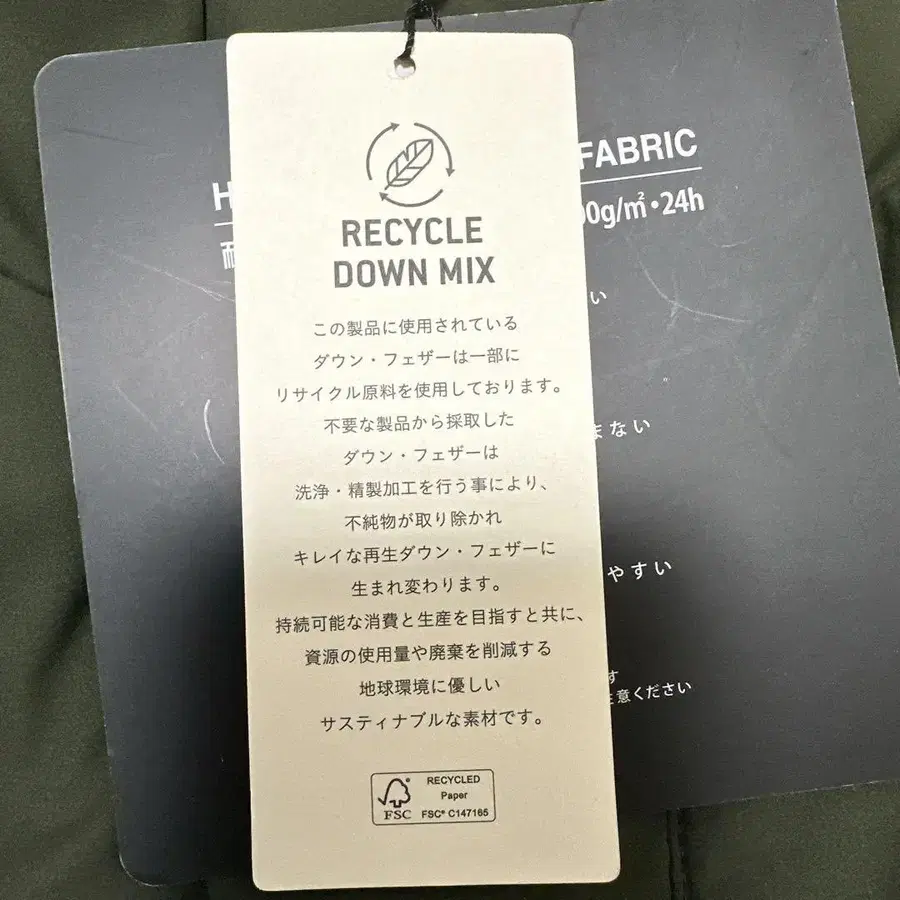 RECYCLE
DOWN MIX
この製品に使用されている
ダウン・フェザーは一部に
リサイクル原料を使用しております。
不要な製品から採取した
ダウン・フェザーは
洗浄・精製加工を行う事により、
不純物が取り除かれ
キレイな再生ダウン・フェザーに
生まれ変わります。
持続可能な消費と生産を目指すと共に、
資源の使用量や廃棄を削減する
地球環境に優しい
サスティナブルな素材です。
FSC
RECYCLED
Paper
FSC® C147165
H
FABRIC
耐
00g/㎡・24h
い
まない
やすい
す
注意ください